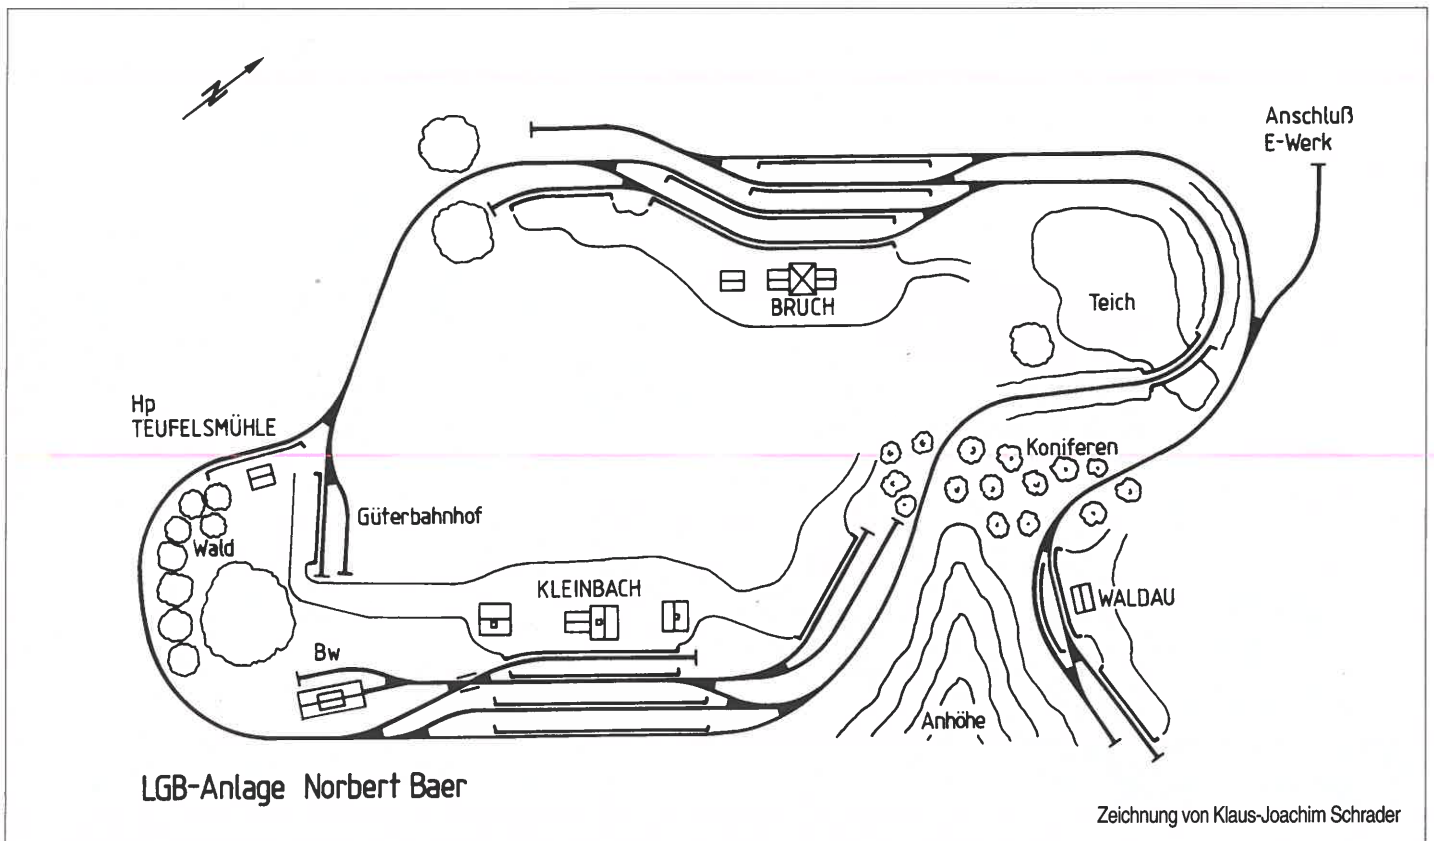 N
Anschluß
E-Werk
Teich
BRUCH
Hp
TEUFELSMÜHLE
Koniferen
Güterbahnhof
Wald
KLEINBACH
WALDAU
Bw
Anhöhe
LGB-Anlage Norbert Baer
Zeichnung von Klaus-Joachim Schrader